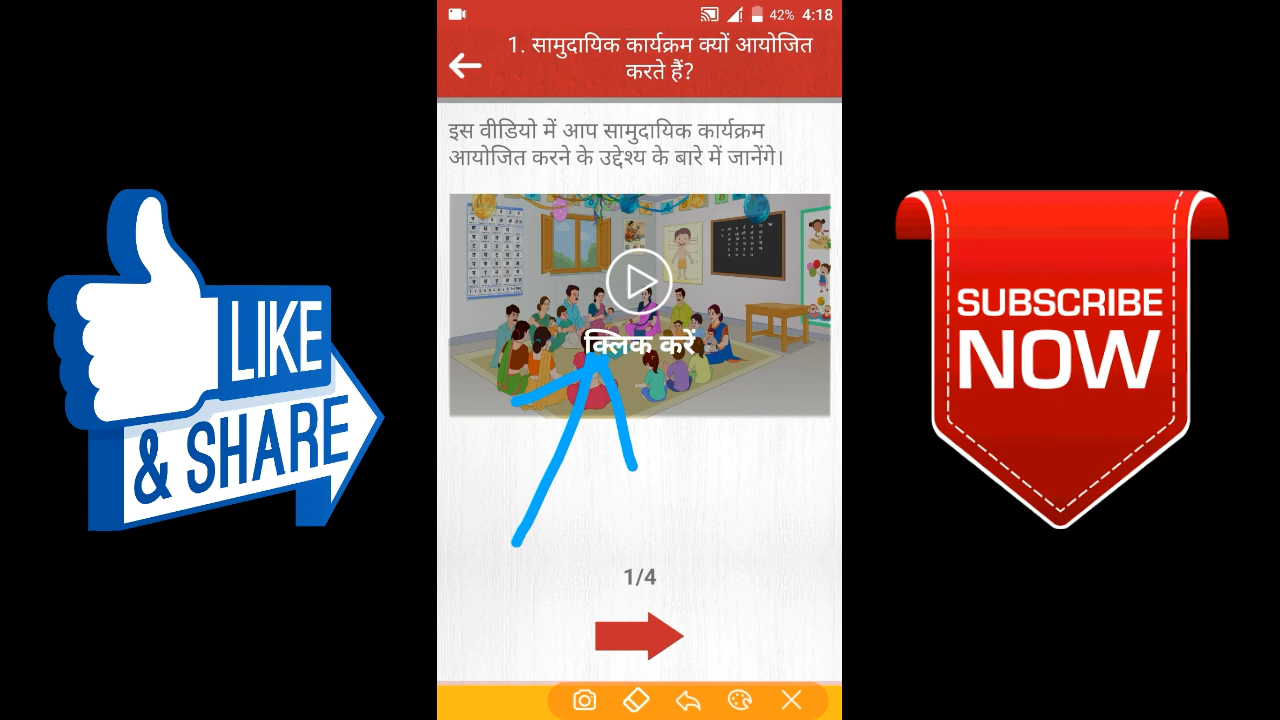 42% 4:18
1. सामुदायिक कार्यक्रम क्यों आयोजित
करते हैं?
इस वीडियो में आप सामुदायिक कार्यक्रम
आयोजित करने के उद्देश्य के बारे में जानेंगे।
क्लिक करें
1/4
LIKE
& SHARE
SUBSCRIBE
NOW